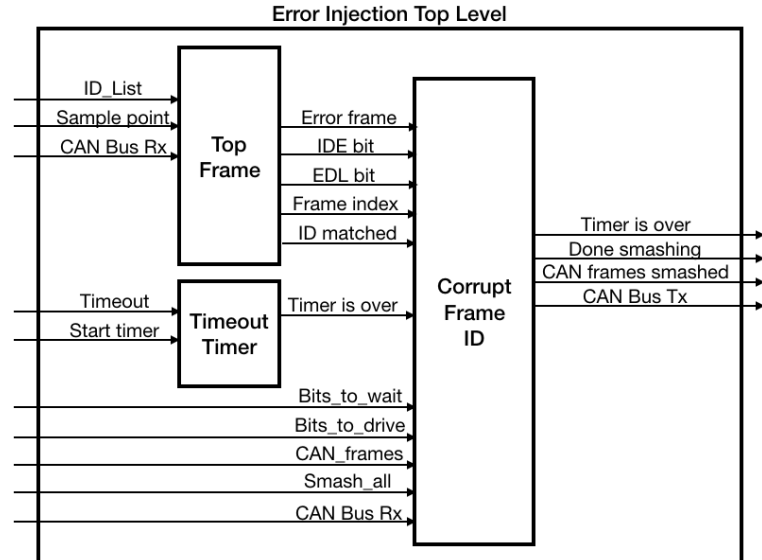 Error Injection Top Level
ID_List
Sample point
CAN Bus Rx
Top
Frame
Error frame
IDE bit
EDL bit
Frame index
ID matched
Timeout
Start timer
Timeout
Timer
Timer is over
Bits_to_wait
Bits_to_drive
CAN_frames
Smash_all
CAN Bus Rx
Corrupt
Frame
ID
Timer is over
Done smashing
CAN frames smashed
CAN Bus Tx